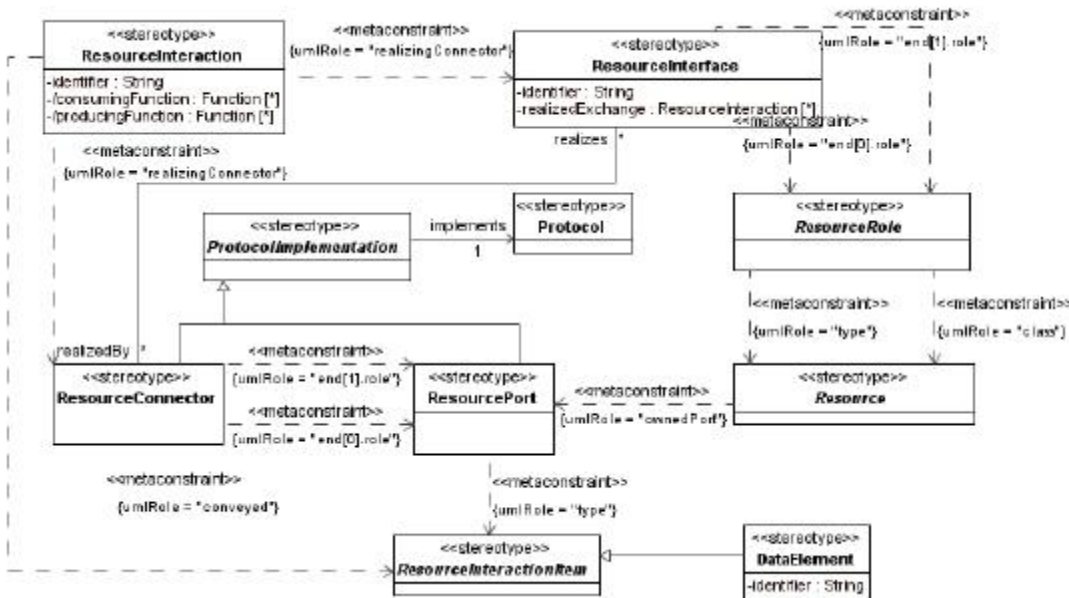 <<stereotype>>
ResourceInteraction
-identifier : String
-/consumingFunction : Function [*]
-/producingFunction : Function [*]
<<metaconstraint>>
{umlRole = "realizingConnector"}
<<stereotype>>
ResourceInterface
-identifier : String
-realizedExchange : ResourceInteraction [*]
<<metaconstraint>>
{umlRole = "end[1].role"}
<<metaconstraint>>
{umlRole = "end[0].role"}
realizes *
<<metaconstraint>>
{umlRole = "realizingConnector"}
<<stereotype>>
ProtocolImplementation
implements
1
<<stereotype>>
Protocol
<<stereotype>>
ResourceRole
<<metaconstraint>>
{umlRole = "type"}
<<metaconstraint>>
{umlRole = "class"}
realizedBy *
<<stereotype>>
ResourceConnector
<<metaconstraint>>
{umlRole = "end[1].role"}
<<metaconstraint>>
{umlRole = "end[0].role"}
<<stereotype>>
ResourcePort
<<metaconstraint>>
{umlRole = "ownedPort"}
<<stereotype>>
Resource
<<metaconstraint>>
{umlRole = "conveyed"}
<<metaconstraint>>
{umlRole = "type"}
<<stereotype>>
ResourceInteractionItem
<<stereotype>>
DataElement
-identifier : String